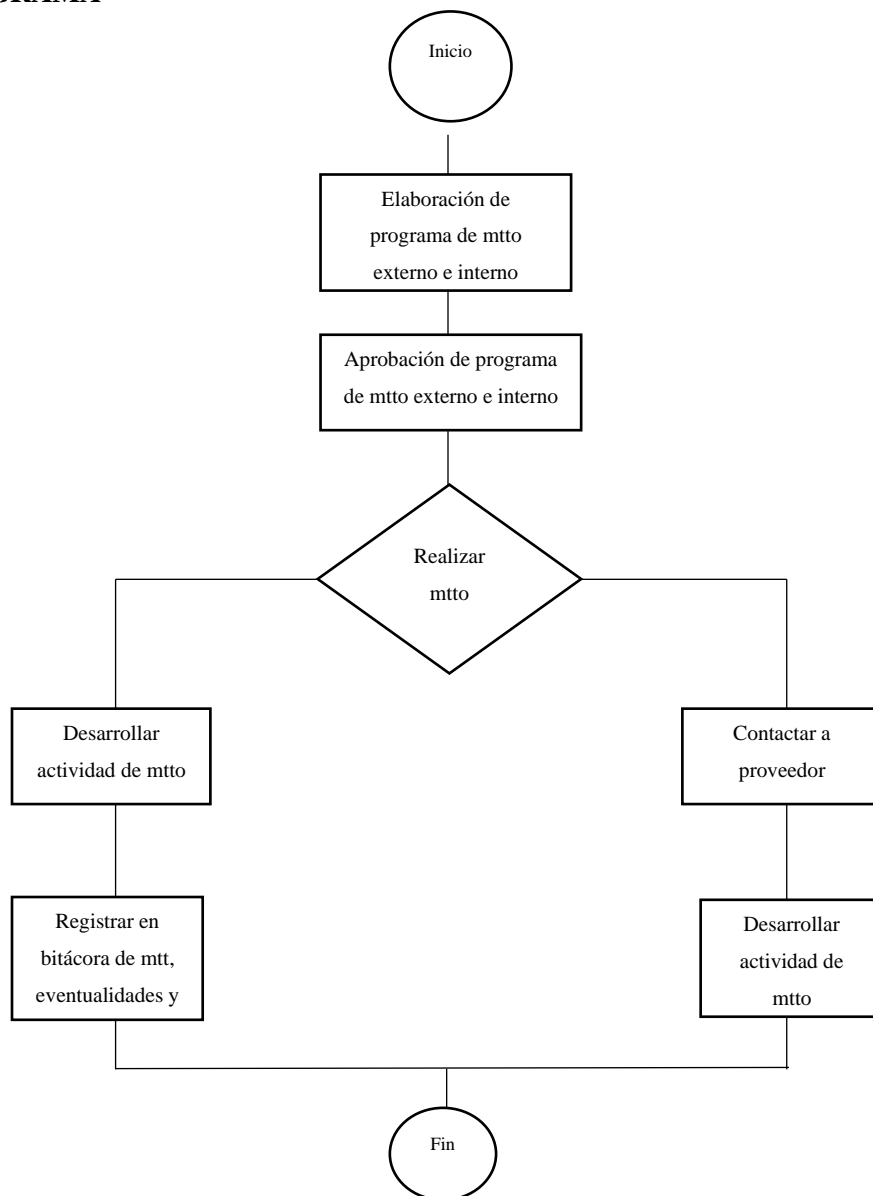 Inicio
Elaboración de
programa de mtto
externo e interno
Aprobación de programa
de mtto externo e interno
Realizar
mtto
Desarrollar
actividad de mtto
Contactar a
proveedor
Registrar en
bitácora de mtt,
eventualidades y
Desarrollar
actividad de
mtto
Fin